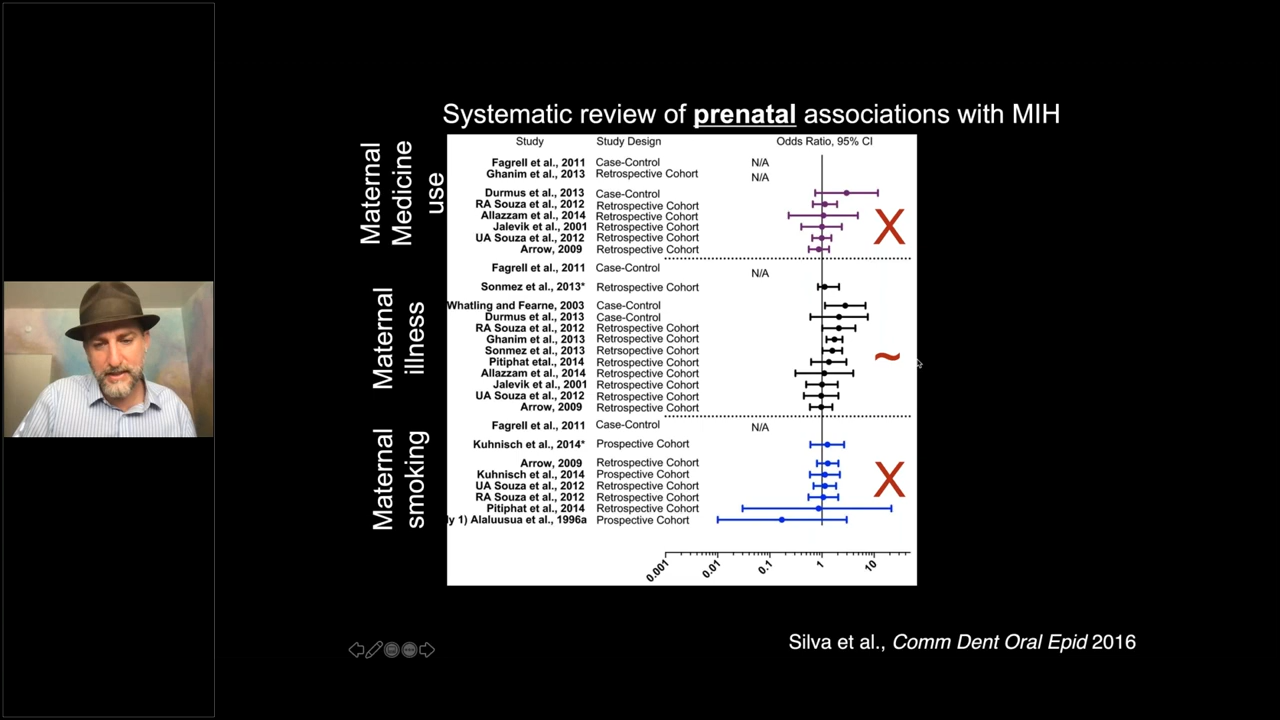 Systematic review of prenatal associations with MIH
Study Study Design Odds Ratio, 95% CI
Maternal
Medicine
use
Fagrell et al., 2011 Case-Control N/A
Ghanim et al., 2013 Retrospective Cohort N/A
Durmus et al., 2013 Case-Control
RA Souza et al., 2012 Retrospective Cohort
Allazzam et al., 2014 Retrospective Cohort
Jalevik et al., 2001 Retrospective Cohort
UA Souza et al., 2012 Retrospective Cohort
Arrow, 2009 Retrospective Cohort
X
Maternal
illness
Fagrell et al., 2011 Case-Control N/A
Sonmez et al., 2013* Retrospective Cohort
Whatling and Fearne, 2003 Case-Control
Durmus et al., 2013 Case-Control
RA Souza et al., 2012 Retrospective Cohort
Ghanim et al., 2013 Retrospective Cohort
Sonmez et al., 2013 Retrsopective Cohort
Pitiphat etal., 2014 Retrospective Cohort
Allazzam et al., 2014 Retrospective Cohort
Jalevik et al., 2001 Retrospective Cohort
UA Souza et al., 2012 Retrospective Cohort
Arrow, 2009 Retrospective Cohort
~
Maternal
smoking
Fagrell et al., 2011 Case-Control N/A
Kuhnisch et al., 2014* Prospective Cohort
Arrow, 2009 Retrospective Cohort
Kuhnisch et al., 2014 Prospective Cohort
UA Souza et al., 2012 Retrospective Cohort
RA Souza et al., 2012 Retrospective Cohort
Pitiphat et al., 2014 Retrospective Cohort
ly 1) Alaluusua et al., 1996a Prospective Cohort
X
0.001 0.01 0.1 1 10
Silva et al., Comm Dent Oral Epid 2016